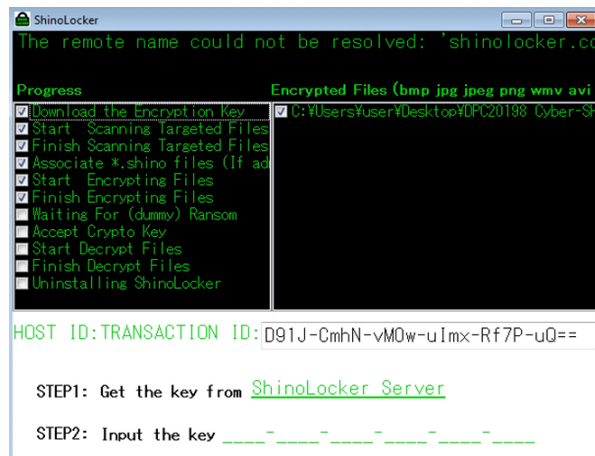 ShinoLocker
The remote name could not be resolved: 'shinolocker.co
Progress
Encrypted Files (bmp jpg jpeg png wmv avi
Download the Encryption Key
Start Scanning Targeted Files
Finish Scanning Targeted Files
Associate *.shino files (If ad
Start Encrypting Files
Finish Encrypting Files
Waiting For (dummy) Ransom
Accept Crypto Key
Start Decrypt Files
Finish Decrypt Files
Uninstalling ShinoLocker
C:¥Users¥user¥Desktop¥DPC20198 Cyber-SH
HOST ID:TRANSACTION ID: D91J-CmhN-vMOw-uImx-Rf7P-uQ==
STEP1: Get the key from ShinoLocker Server
STEP2: Input the key ____-____-____-____-____-____